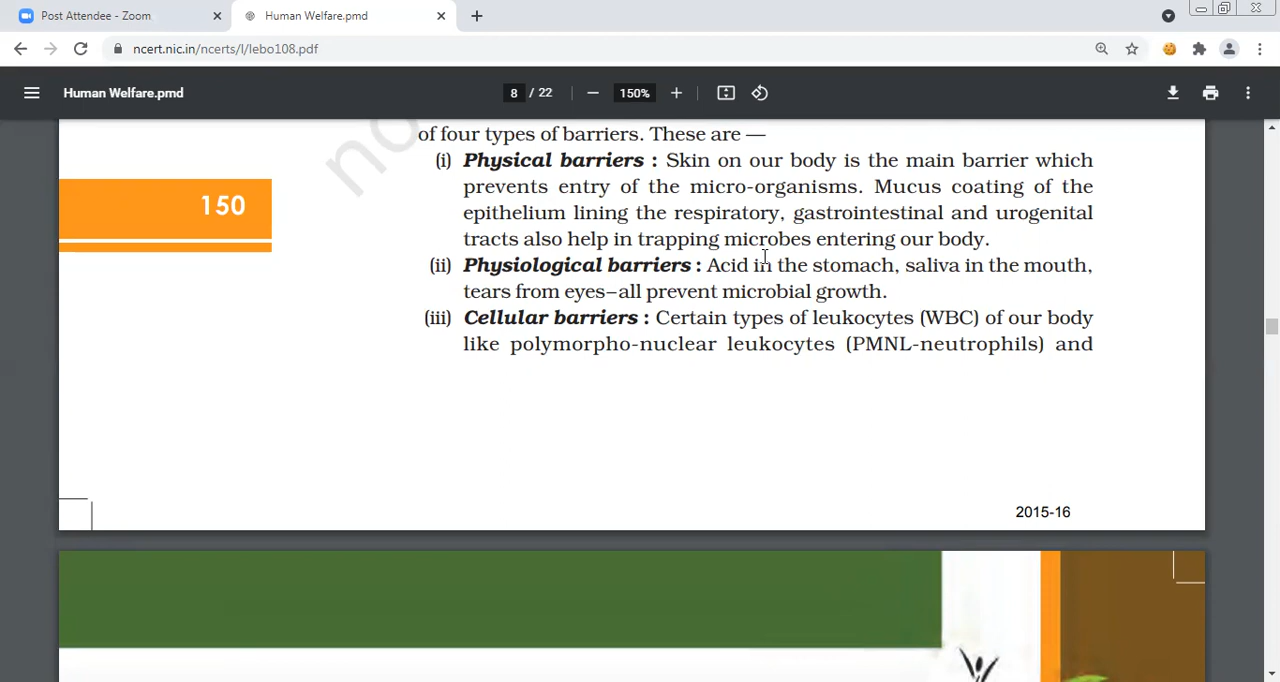 Post Attendee - Zoom
Human Welfare.pmd
ncert.nic.in/ncerts/l/lebo108.pdf
Human Welfare.pmd
8 / 22
150%
no
of four types of barriers. These are —
(i) Physical barriers : Skin on our body is the main barrier which
150
prevents entry of the micro-organisms. Mucus coating of the
epithelium lining the respiratory, gastrointestinal and urogenital
tracts also help in trapping microbes entering our body.
(ii) Physiological barriers : Acid in the stomach, saliva in the mouth,
tears from eyes–all prevent microbial growth.
(iii) Cellular barriers : Certain types of leukocytes (WBC) of our body
like polymorpho-nuclear leukocytes (PMNL-neutrophils) and
2015-16